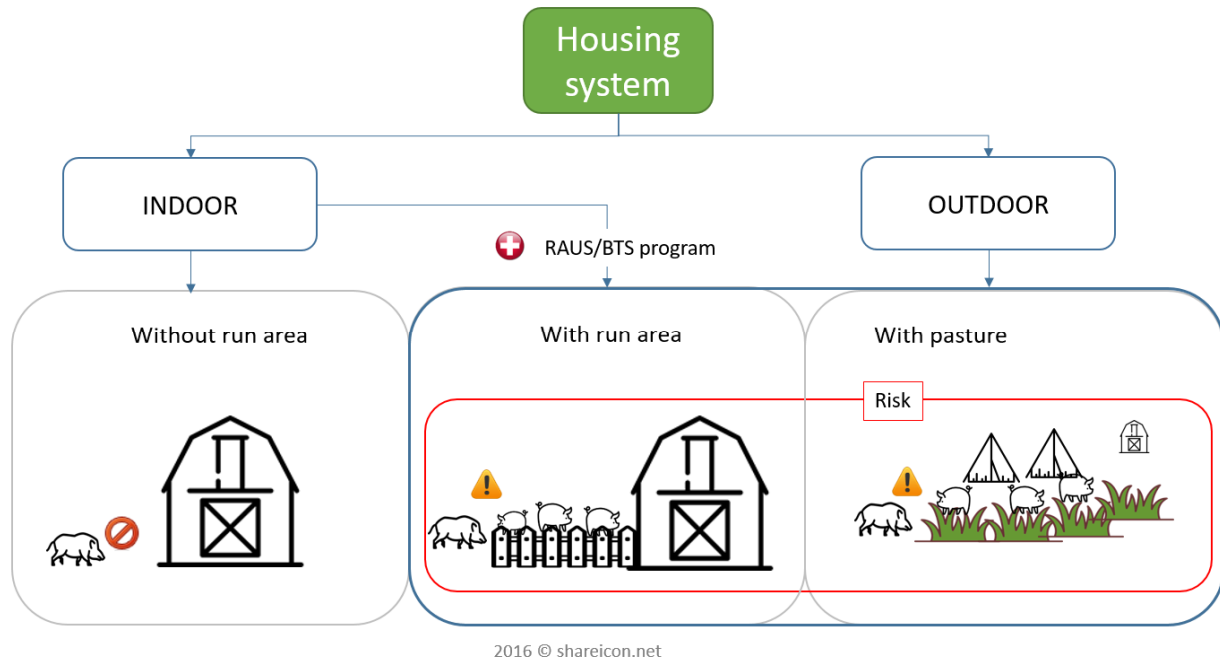 Housing
system
INDOOR
OUTDOOR
RAUS/BTS program
Without run area
With run area
With pasture
Risk
2016 © shareicon.net